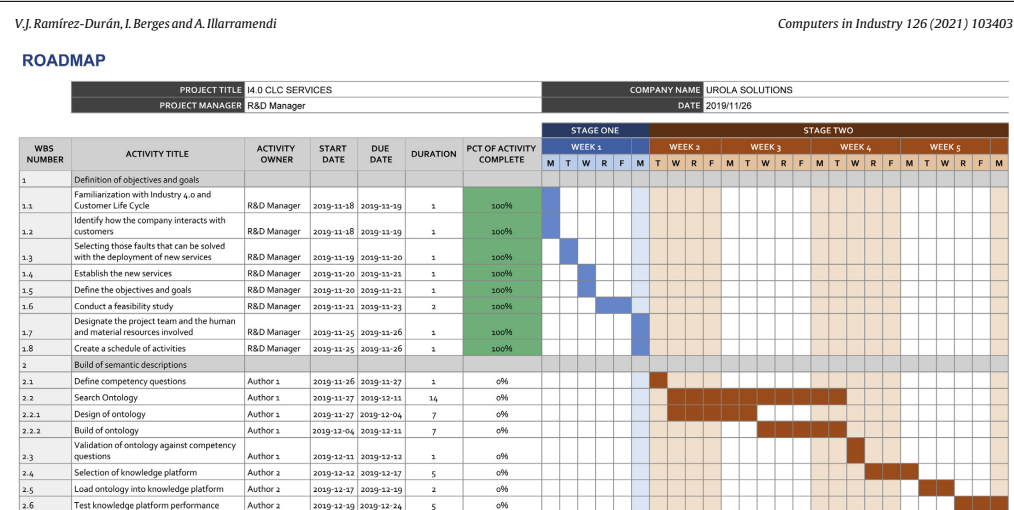 V.J. Ramírez-Durán, I. Berges and A. Illarramendi Computers in Industry 126 (2021) 103403
ROADMAP
PROJECT TITLE I4.0 CLC SERVICES COMPANY NAME UROLA SOLUTIONS
PROJECT MANAGER R&D Manager DATE 2019/11/26
STAGE ONE STAGE TWO
WBS NUMBER ACTIVITY TITLE ACTIVITY OWNER START DATE DUE DATE DURATION PCT OF ACTIVITY COMPLETE WEEK 1 WEEK 2 WEEK 3 WEEK 4 WEEK 5
M T W R F M T W R F M T W R F M T W R F M T W R F M
1 Definition of objectives and goals
1.1 Familiarization with Industry 4.0 and
Customer Life Cycle R&D Manager 2019-11-18 2019-11-19 1 100%
1.2 Identify how the company interacts with
customers R&D Manager 2019-11-18 2019-11-19 1 100%
1.3 Selecting those faults that can be solved
with the deployment of new services R&D Manager 2019-11-19 2019-11-20 1 100%
1.4 Establish the new services R&D Manager 2019-11-20 2019-11-21 1 100%
1.5 Define the objectives and goals R&D Manager 2019-11-20 2019-11-21 1 100%
1.6 Conduct a feasibility study R&D Manager 2019-11-21 2019-11-23 2 100%
1.7 Designate the project team and the human
and material resources involved R&D Manager 2019-11-25 2019-11-26 1 100%
1.8 Create a schedule of activities R&D Manager 2019-11-25 2019-11-26 1 100%
2 Build of semantic descriptions
2.1 Define competency questions Author 1 2019-11-26 2019-11-27 1 0%
2.2 Search Ontology Author 1 2019-11-27 2019-12-11 14 0%
2.2.1 Design of ontology Author 1 2019-11-27 2019-12-04 7 0%
2.2.2 Build of ontology Author 1 2019-12-04 2019-12-11 7 0%
2.3 Validation of ontology against competency
questions Author 1 2019-12-11 2019-12-12 1 0%
2.4 Selection of knowledge platform Author 2 2019-12-12 2019-12-17 5 0%
2.5 Load ontology into knowledge platform Author 2 2019-12-17 2019-12-19 2 0%
2.6 Test knowledge platform performance Author 2 2019-12-19 2019-12-24 5 0%